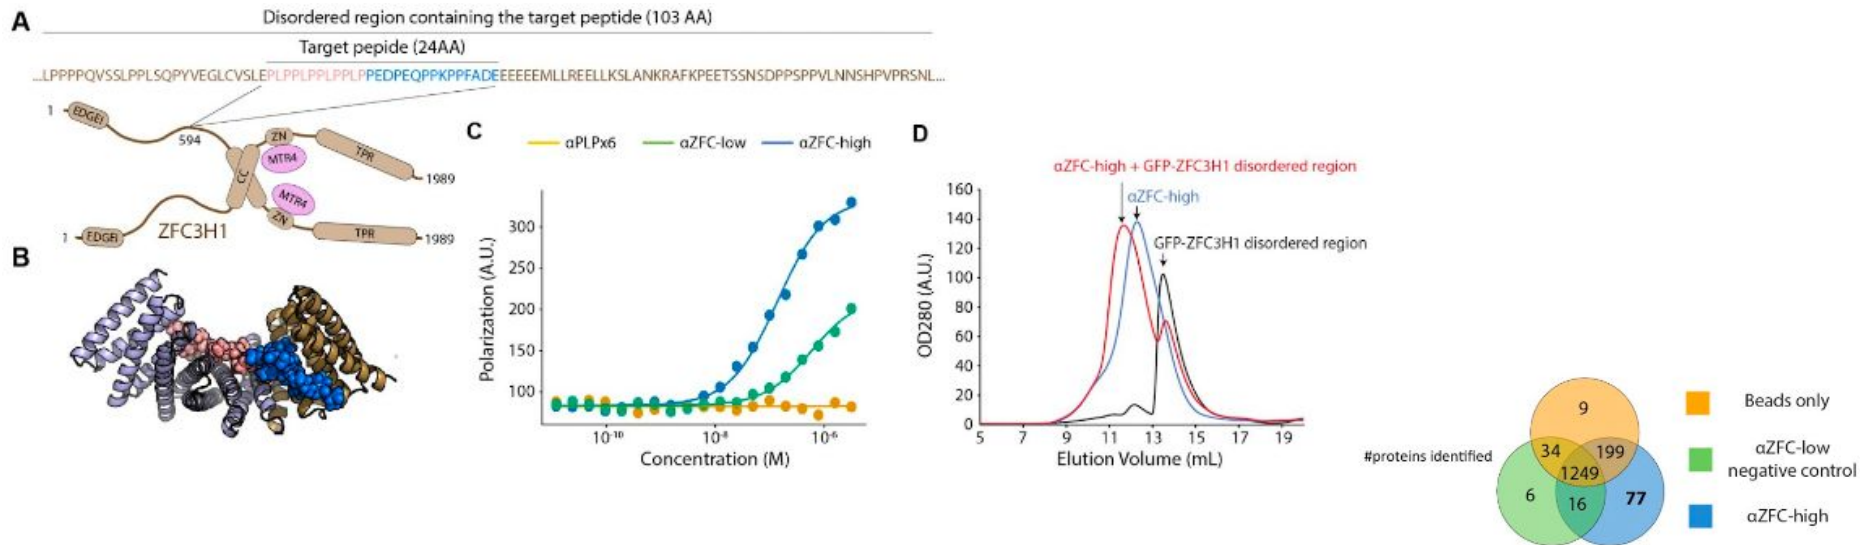 A
Disordered region containing the target peptide (103 AA)
Target pepide (24AA)
...LPPPPQVSSLPPLSQPYVEGLCVSLEPLPPLPPLPPLPPEDPEQPPKPPFADEEEEEEMLLREELLKSLANKRAFKPEETSSNSDPPSPPVLNNSHPVPRSNL...
1
EDGEI
594
ZN
TPR
MTR4
1989
CC
MTR4
ZN
ZFC3H1
1
EDGEI
TPR
1989
B
C
αPLPx6
αZFC-low
αZFC-high
Polarization (A.U.)
300
250
200
150
100
10-10
10-8
10-6
Concentration (M)
D
αZFC-high + GFP-ZFC3H1 disordered region
αZFC-high
GFP-ZFC3H1 disordered region
OD280 (A.U.)
160
140
120
100
80
60
40
20
0
5
7
9
11
13
15
17
19
Elution Volume (mL)
#proteins identified
9
34
199
1249
6
16
77
Beads only
αZFC-low
negative control
αZFC-high